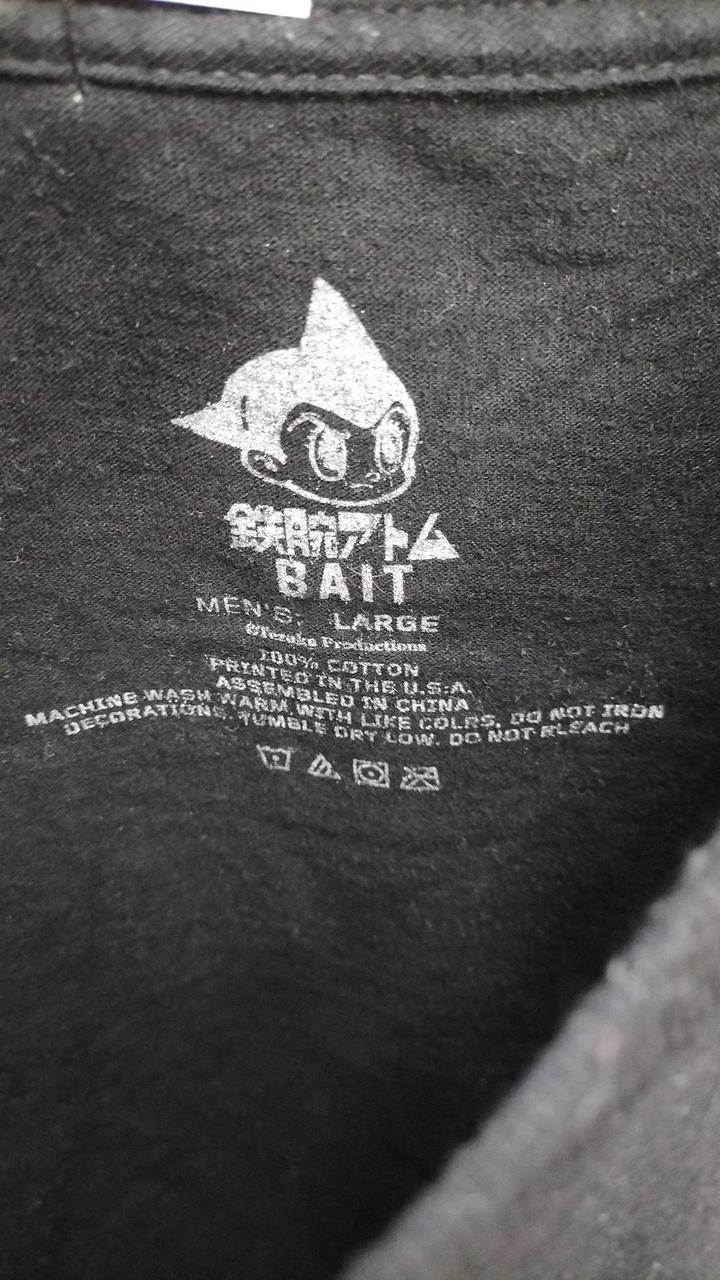 鉄腕アトム
BAIT
MEN'S: LARGE
©Tezuka Productions
100% COTTON
PRINTED IN THE U.S.A.
ASSEMBLED IN CHINA
MACHINE WASH WARM WITH LIKE COLRS. DO NOT IRON
DECORATIONS. TUMBLE DRY LOW. DO NOT BLEACH